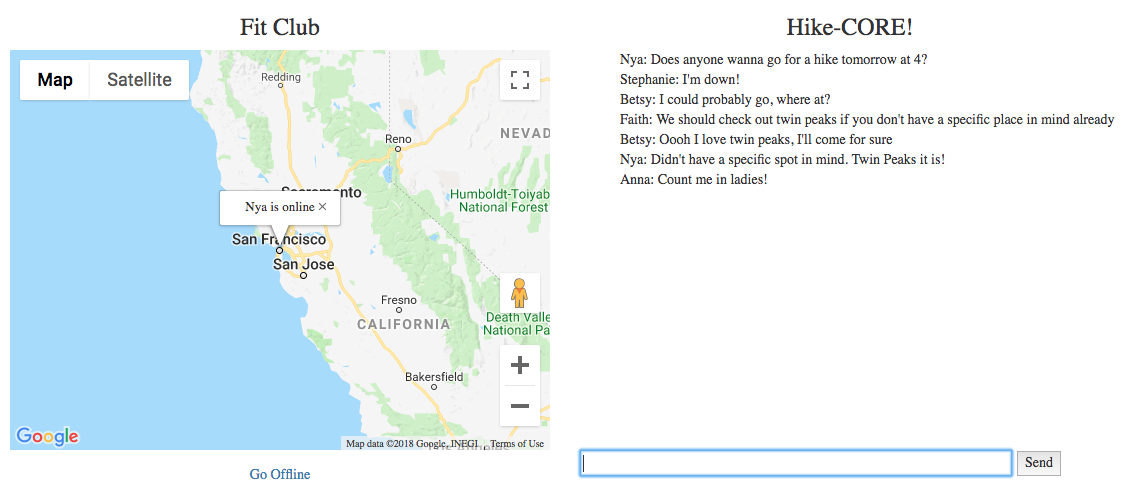 Fit Club
Map
Satellite
Redding
Reno
NEVAD
Sacramento
Humboldt-Toiyab
National Forest
Nya is online ×
San Francisco
San Jose
Fresno
CALIFORNIA
Death Valle
National Pa
Bakersfield
Google
Map data ©2018 Google, INEGI
Terms of Use
Go Offline
Hike-CORE!
Nya: Does anyone wanna go for a hike tomorrow at 4?
Stephanie: I'm down!
Betsy: I could probably go, where at?
Faith: We should check out twin peaks if you don't have a specific place in mind already
Betsy: Oooh I love twin peaks, I'll come for sure
Nya: Didn't have a specific spot in mind. Twin Peaks it is!
Anna: Count me in ladies!
Send